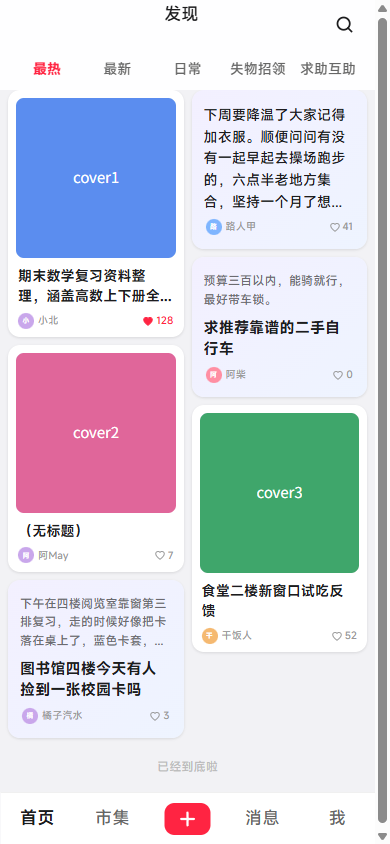 发现
最热
最新
日常
失物招领
求助互助
cover1
期末数学复习资料整
理，涵盖高数上下册全...
小
小北
128
cover2
（无标题）
阿
阿May
7
下午在四楼阅览室靠窗第三
排复习，走的时候好像把卡
落在桌上了，蓝色卡套，...
图书馆四楼今天有人
捡到一张校园卡吗
橘
橘子汽水
3
下周要降温了大家记得
加衣服。顺便问问有没
有一起早起去操场跑步
的，六点半老地方集
合，坚持一个月了想...
路
路人甲
41
预算三百以内，能骑就行，
最好带车锁。
求推荐靠谱的二手自
行车
阿
阿柴
0
cover3
食堂二楼新窗口试吃反
馈
干
干饭人
52
已经到底啦
首页
市集
消息
我